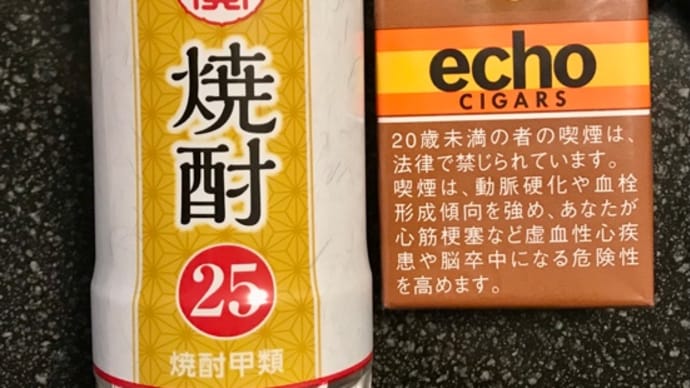 焼酎
25
焼酎甲類
echo
CIGARS
20歳未満の者の喫煙は、
法律で禁じられています。
喫煙は、動脈硬化や血栓
形成傾向を強め、あなたが
心筋梗塞など虚血性心疾
患や脳卒中になる危険性
を高めます。